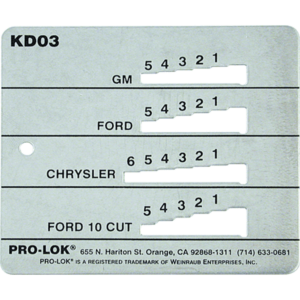 KD03
5 4 3 2 1
GM
5 4 3 2 1
FORD
6 5 4 3 2 1
CHRYSLER
5 4 3 2 1
FORD 10 CUT
PRO-LOK® 655 N. Hariton St. Orange, CA 92868-1311 (714) 633-0681
PRO-LOK® IS A REGISTERED TRADEMARK OF WEINRAUB ENTERPRISES, INC.